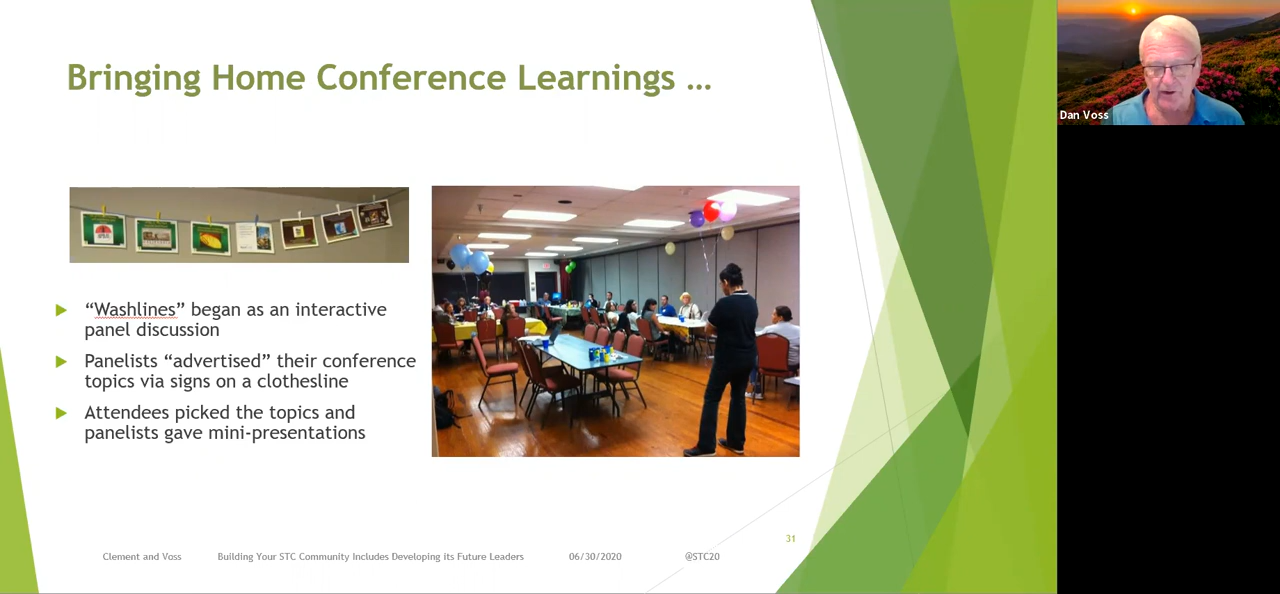 Bringing Home Conference Learnings …
“Washlines” began as an interactive
panel discussion
Panelists “advertised” their conference
topics via signs on a clothesline
Attendees picked the topics and
panelists gave mini-presentations
31
Clement and Voss Building Your STC Community Includes Developing its Future Leaders 06/30/2020 @STC20
Dan Voss